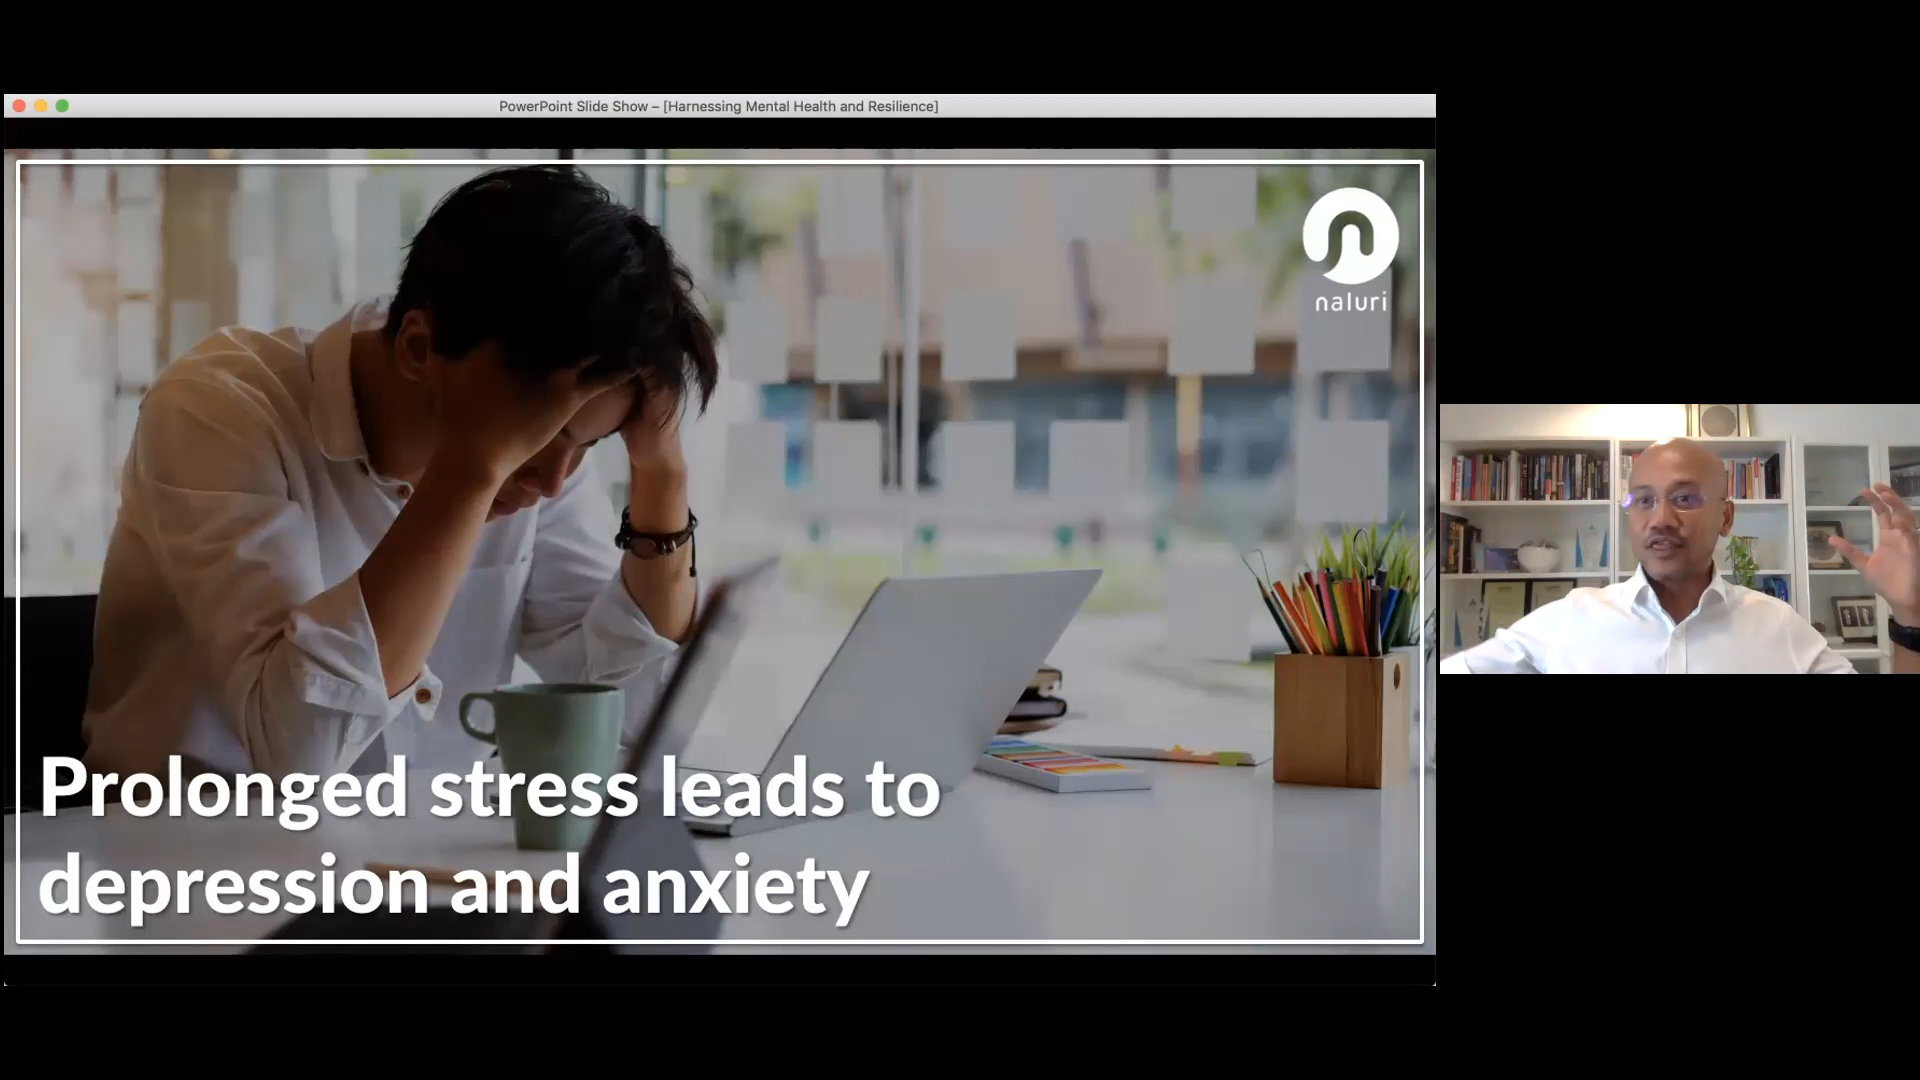 PowerPoint Slide Show – [Harnessing Mental Health and Resilience]
naluri
Prolonged stress leads to
depression and anxiety